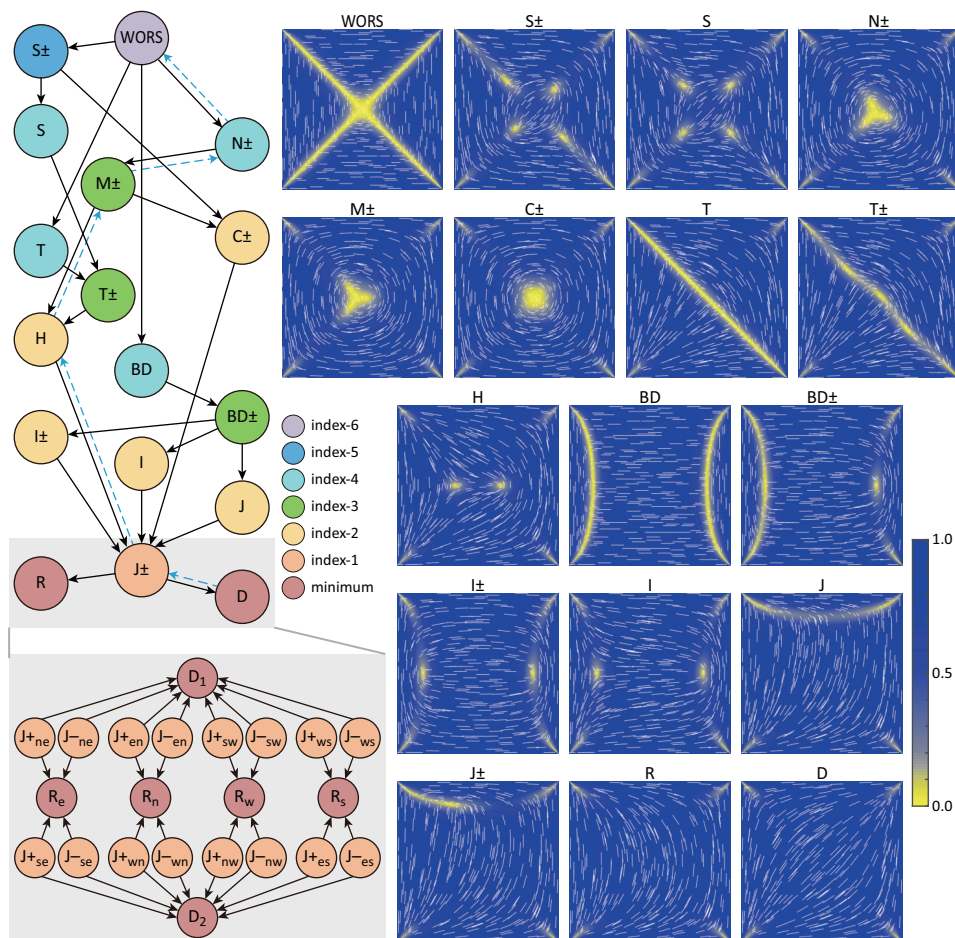 WORS
S±
S
N±
M±
C±
T
T±
H
BD
BD±
I±
I
J
J±
R
D
index-6
index-5
index-4
index-3
index-2
index-1
minimum
D1
J+ne J−ne J+en J−en J+sw J−sw J+ws J−ws
Re Rn Rw Rs
J+se J−se J+wn J−wn J+nw J−nw J+es J−es
D2
WORS S± S N±
M± C± T T±
H BD BD±
I± I J
J± R D
1.0
0.5
0.0